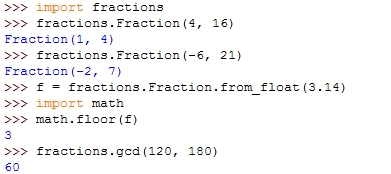 >>> import fractions
>>> fractions.Fraction(4, 16)
Fraction(1, 4)
>>> fractions.Fraction(-6, 21)
Fraction(-2, 7)
>>> f = fractions.Fraction.from_float(3.14)
>>> import math
>>> math.floor(f)
3
>>> fractions.gcd(120, 180)
60